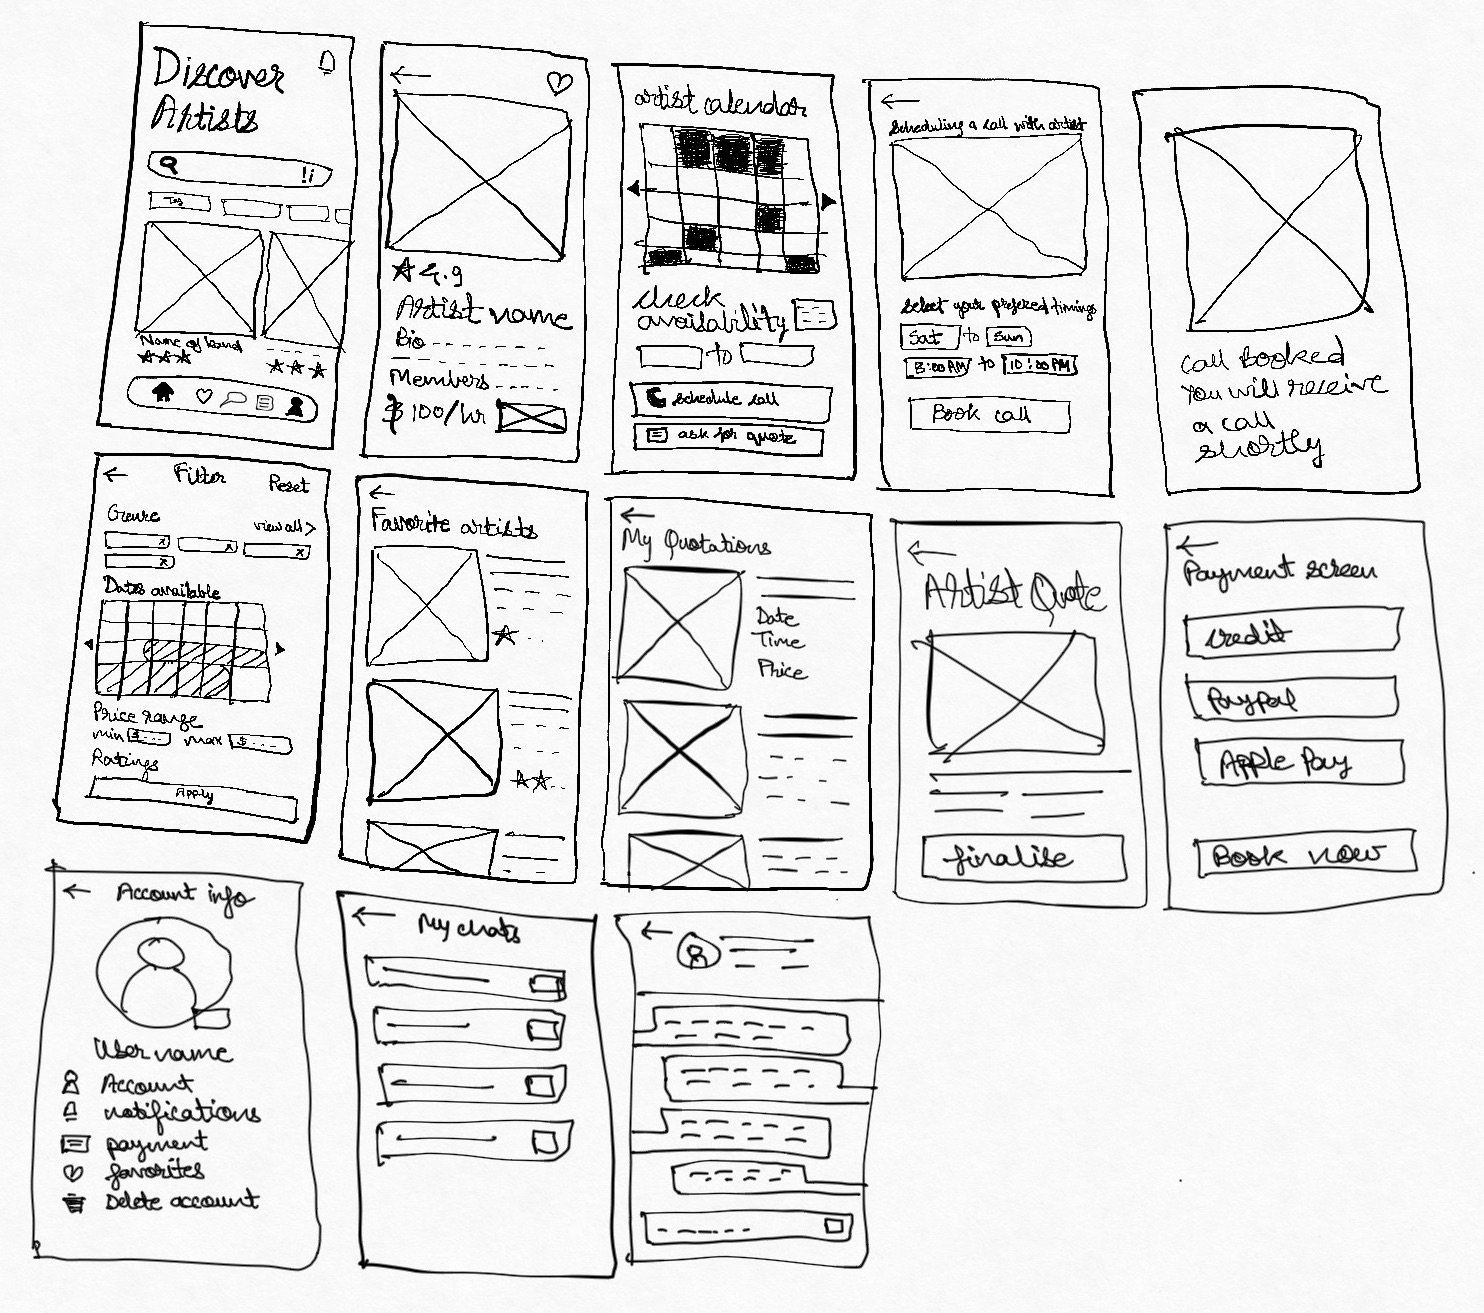 Discover
Artists
Tag
Name of band
4.9
Artist name
Bio
Members
$100/hr
artist calendar
check
availability
to
schedule call
ask for quote
Scheduling a call with artist
Select your prefered timings
Sat to Sun
8:00AM to 10:00PM
Book call
Call Booked
You will receive
a call
shortly
Filter Reset
Genre
view all >
Dates available
Price range
min $... max $...
Ratings
Apply
Favorite artists
My Quotations
Date
Time
Price
Artist Quote
finalise
Payment screen
credit
Paypal
Apple Pay
Book now
Account info
User name
Account
notifications
payment
favorites
Delete account
My chats